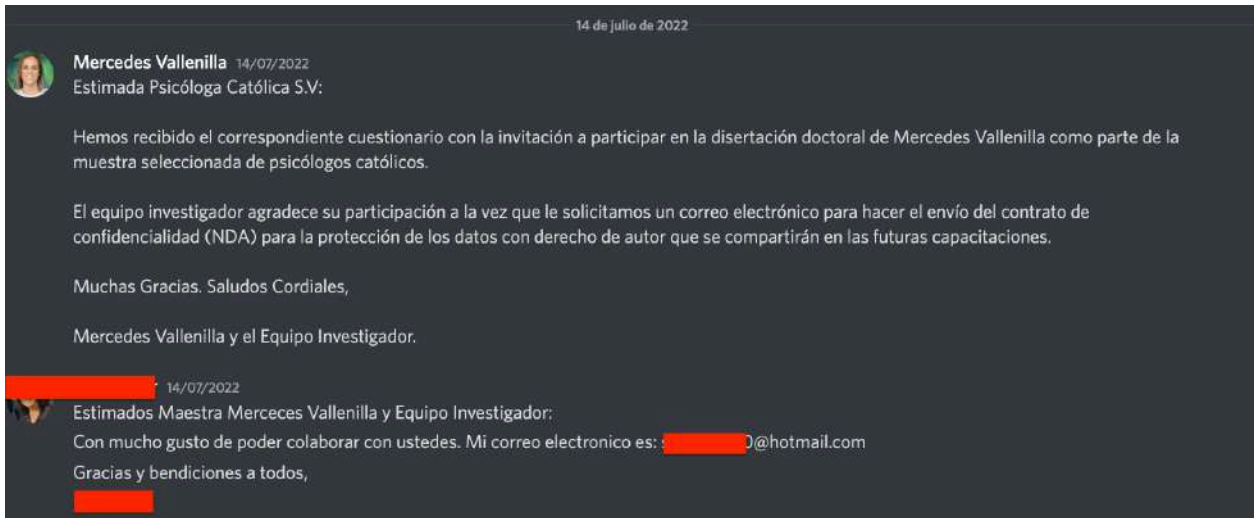 14 de julio de 2022
Mercedes Vallenilla 14/07/2022
Estimada Psicóloga Católica S.V:
Hemos recibido el correspondiente cuestionario con la invitación a participar en la disertación doctoral de Mercedes Vallenilla como parte de la
muestra seleccionada de psicólogos católicos.
El equipo investigador agradece su participación a la vez que le solicitamos un correo electrónico para hacer el envío del contrato de
confidencialidad (NDA) para la protección de los datos con derecho de autor que se compartirán en las futuras capacitaciones.
Muchas Gracias. Saludos Cordiales,
Mercedes Vallenilla y el Equipo Investigador.
14/07/2022
Estimados Maestra Merceces Vallenilla y Equipo Investigador:
Con mucho gusto de poder colaborar con ustedes. Mi correo electronico es: @hotmail.com
Gracias y bendiciones a todos,